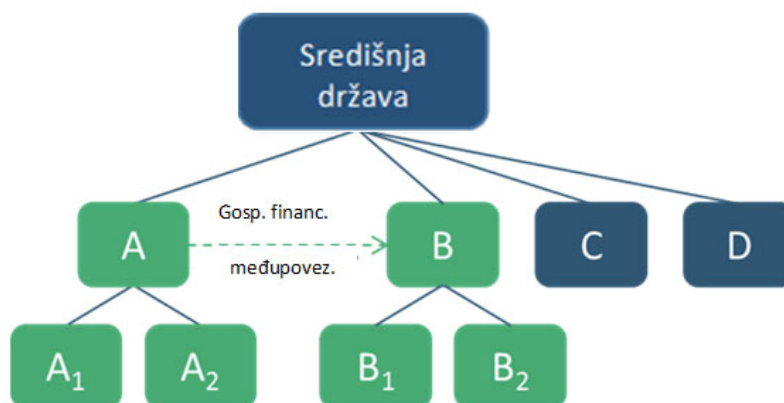 Središnja
država
Gosp. financ.
A
B
C
D
međupovez.
A₁
A₂
B₁
B₂